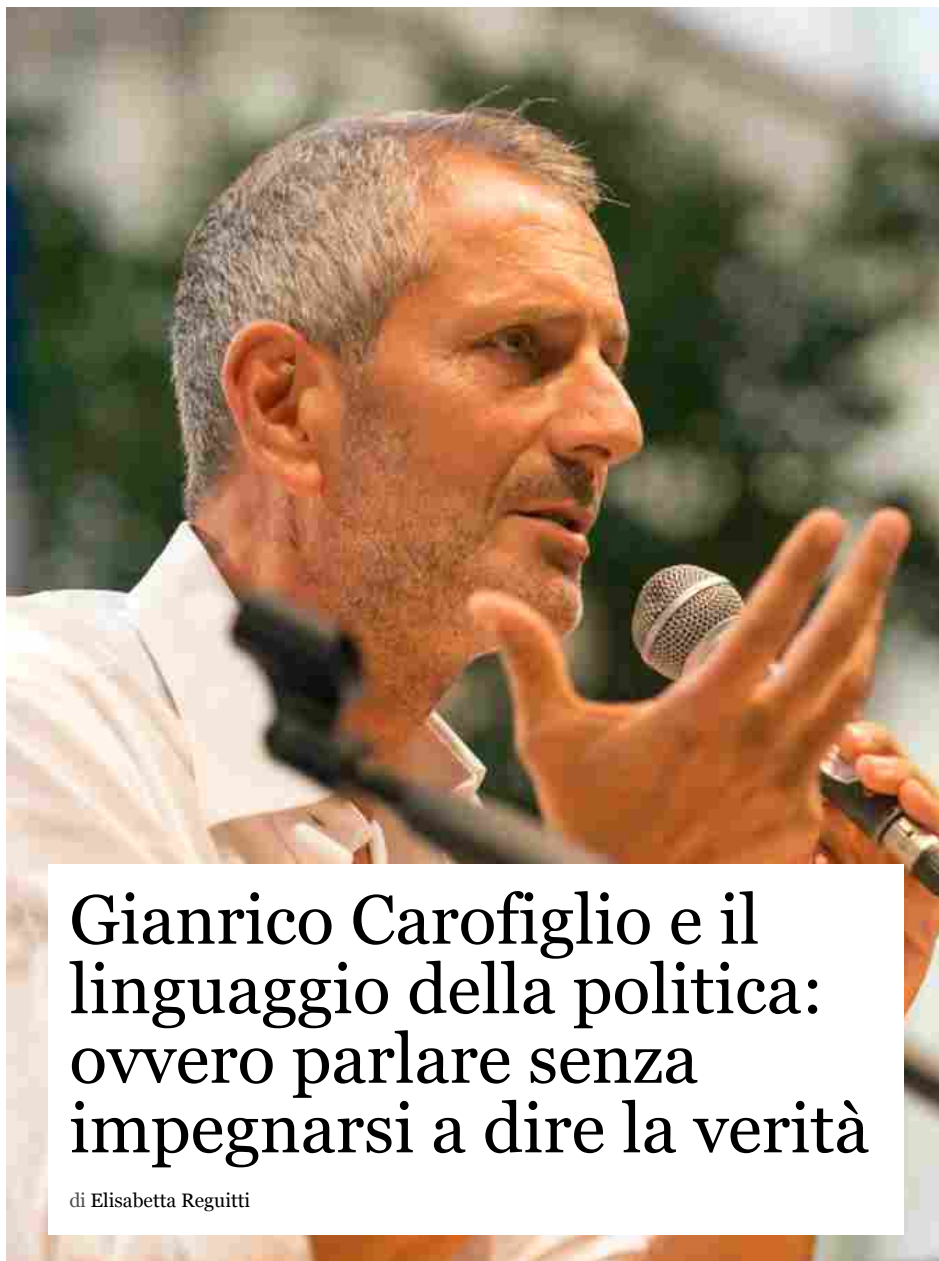 Gianrico Carofiglio e il
linguaggio della politica:
ovvero parlare senza
impegnarsi a dire la verità
di Elisabetta Reguitti